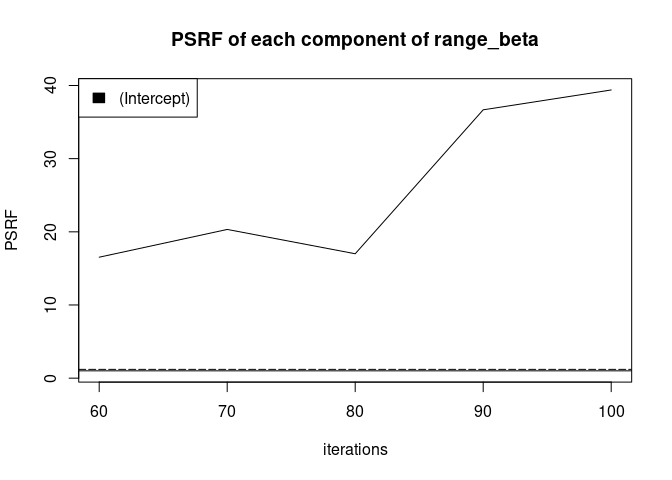 PSRF of each component of range_beta
(Intercept)
PSRF
40
30
20
10
0
60 70 80 90 100
iterations